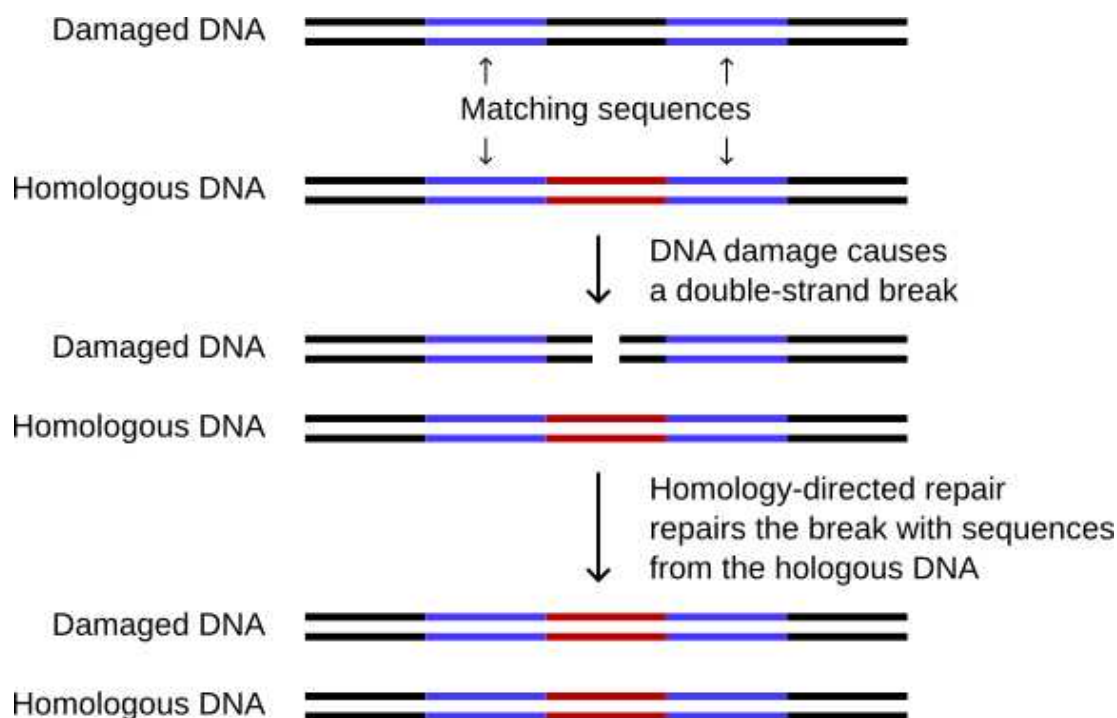 Damaged DNA
Matching sequences
Homologous DNA
DNA damage causes
a double-strand break
Damaged DNA
Homologous DNA
Homology-directed repair
repairs the break with sequences
from the hologous DNA
Damaged DNA
Homologous DNA